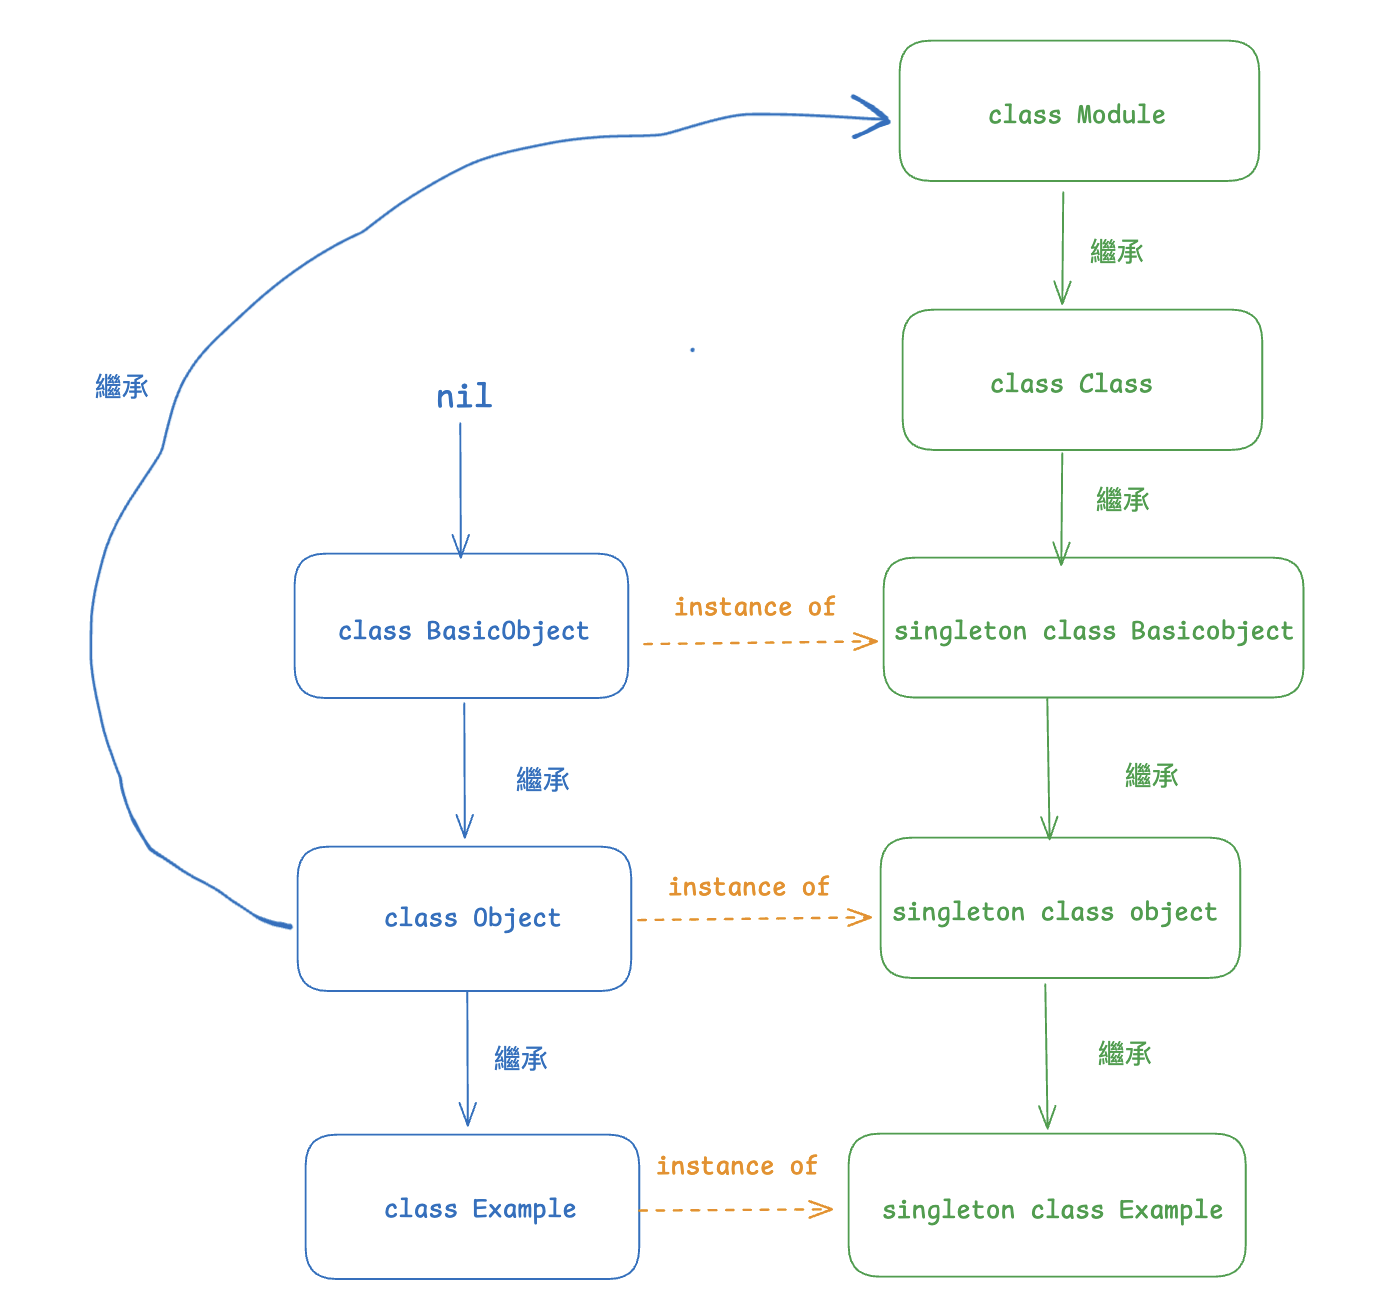 class Module
繼承
class Class
繼承
nil
繼承
class BasicObject
instance of
singleton class Basicobject
繼承
繼承
class Object
instance of
singleton class object
繼承
繼承
class Example
instance of
singleton class Example